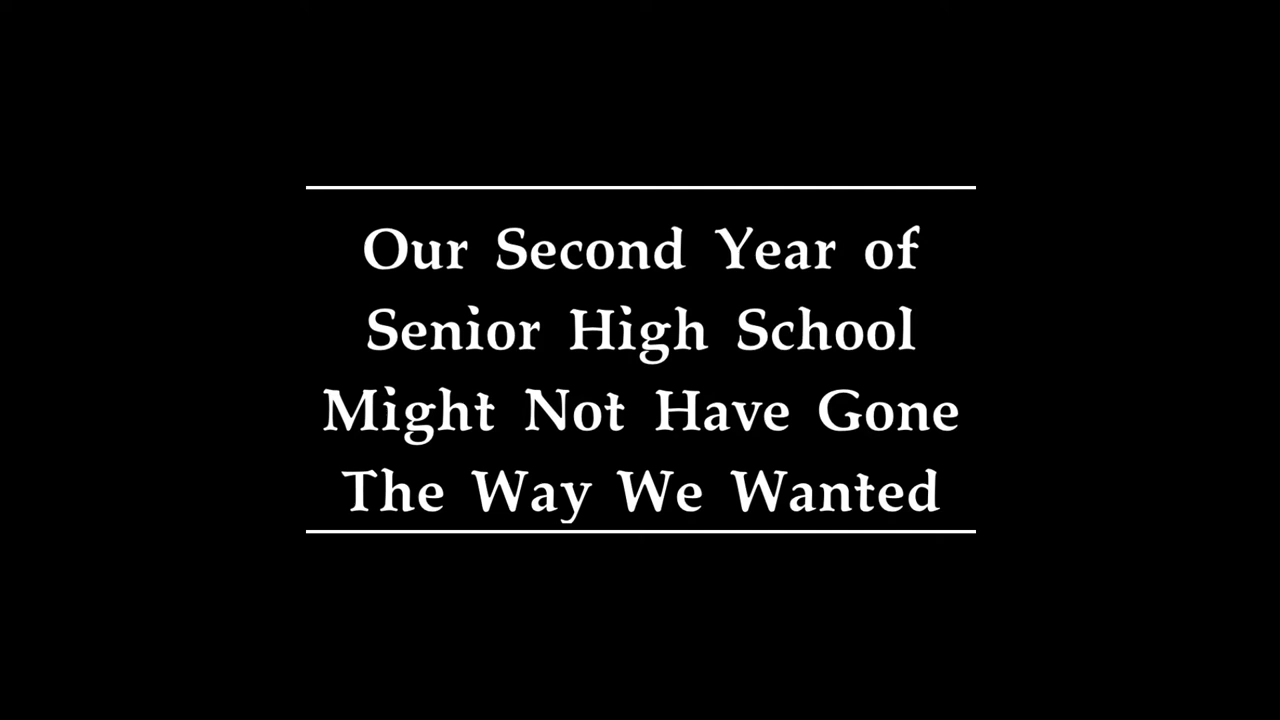 Our Second Year of
Senior High School
Might Not Have Gone
The Way We Wanted